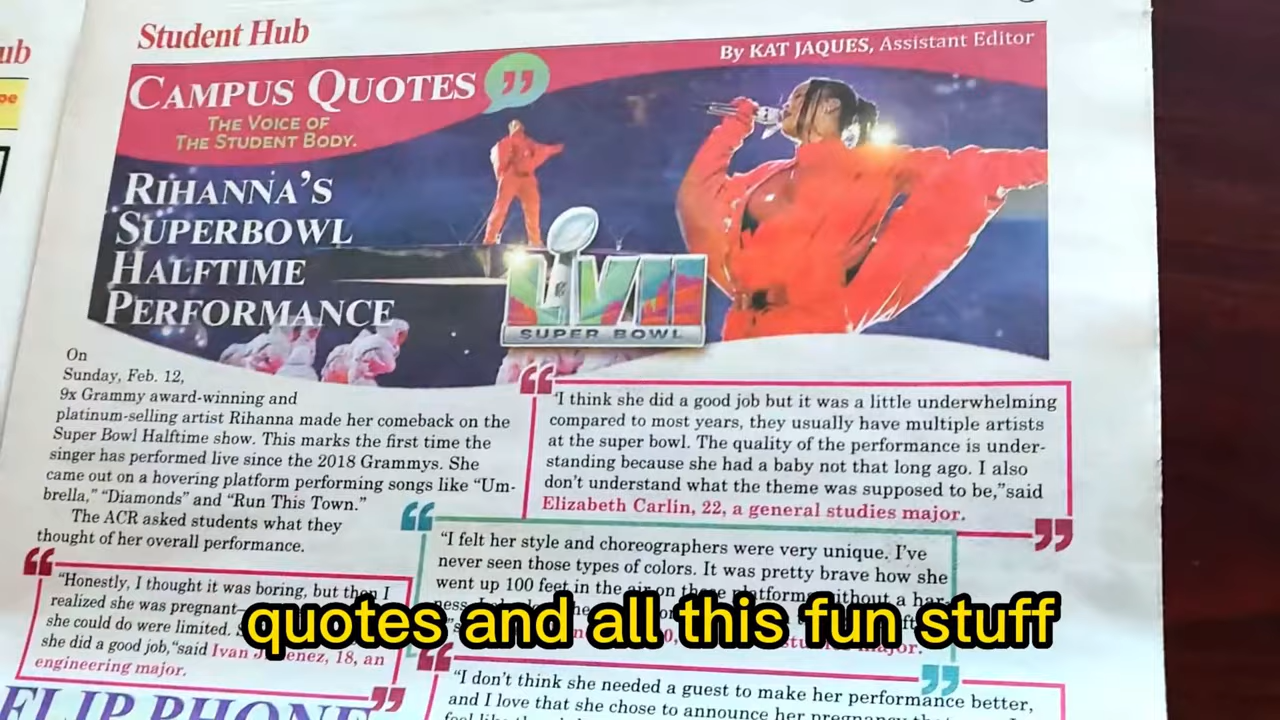 ub
pe
Student Hub
By KAT JAQUES, Assistant Editor
CAMPUS QUOTES
THE VOICE OF
THE STUDENT BODY.
RIHANNA'S
SUPERBOWL
HALFTIME
PERFORMANCE
LVII
SUPER BOWL
On
Sunday, Feb. 12,
9x Grammy award-winning and
platinum-selling artist Rihanna made her comeback on the
Super Bowl Halftime show. This marks the first time the
singer has performed live since the 2018 Grammys. She
came out on a hovering platform performing songs like "Um-
brella," "Diamonds" and "Run This Town."
The ACR asked students what they
thought of her overall performance.
"Honestly, I thought it was boring, but then I
realized she was pregnant—
she could do were limited.
she did a good job,"said Ivan Jimenez, 18, an
engineering major.
"I think she did a good job but it was a little underwhelming
compared to most years, they usually have multiple artists
at the super bowl. The quality of the performance is under-
standing because she had a baby not that long ago. I also
don't understand what the theme was supposed to be,"said
Elizabeth Carlin, 22, a general studies major.
"I felt her style and choreographers were very unique. I've
never seen those types of colors. It was pretty brave how she
went up 100 feet in the air on those platforms without a har-
major.
"I don't think she needed a guest to make her performance better,
and I love that she chose to announce her pregnancy
FLIP PHONE
quotes and all this fun stuff